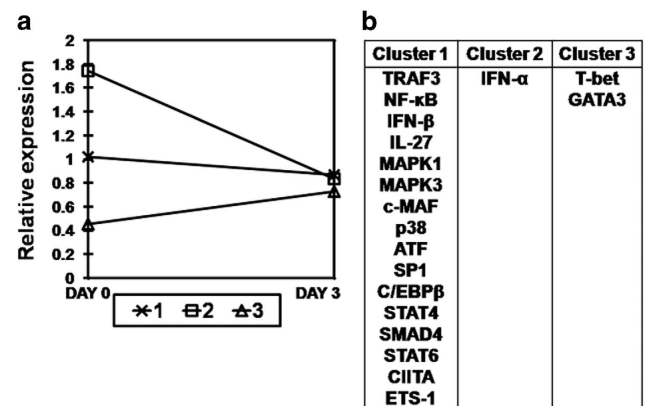 a
Relative expression
2
1.8
1.6
1.4
1.2
1
0.8
0.6
0.4
0.2
0
DAY 0
DAY 3
1 2 3
b
Cluster 1 Cluster 2 Cluster 3
TRAF3 IFN-α T-bet
NF-κB GATA3
IFN-β
IL-27
MAPK1
MAPK3
c-MAF
p38
ATF
SP1
C/EBPβ
STAT4
SMAD4
STAT6
CIITA
ETS-1